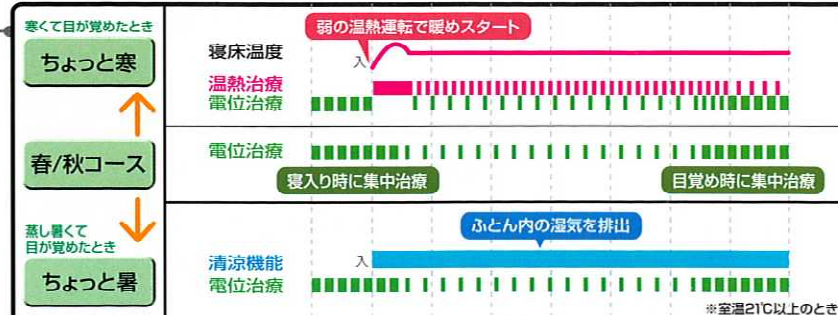 寒くて目が覚めたとき
ちょっと寒
弱の温熱運転で暖めスタート
寝床温度
入
温熱治療
電位治療
春/秋コース
電位治療
寝入り時に集中治療
目覚め時に集中治療
蒸し暑くて
目が覚めたとき
ちょっと暑
ふとん内の湿気を排出
清涼機能
入
電位治療
※室温21℃以上のとき